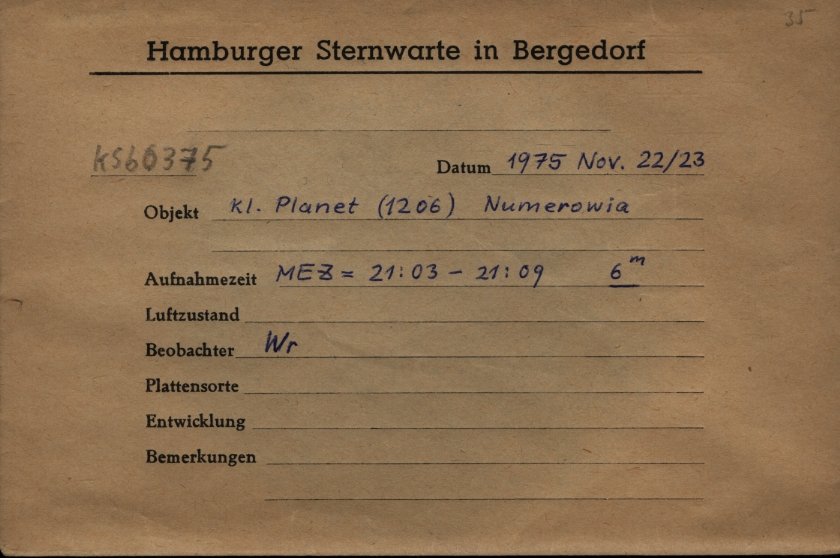 35
Hamburger Sternwarte in Bergedorf
KSb0375
Datum 1975 Nov. 22/23
Objekt Kl. Planet (1206) Numerowia
Aufnahmezeit MEZ = 21:03 - 21:09 6ᵐ
Luftzustand
Beobachter Wr
Plattensorte
Entwicklung
Bemerkungen